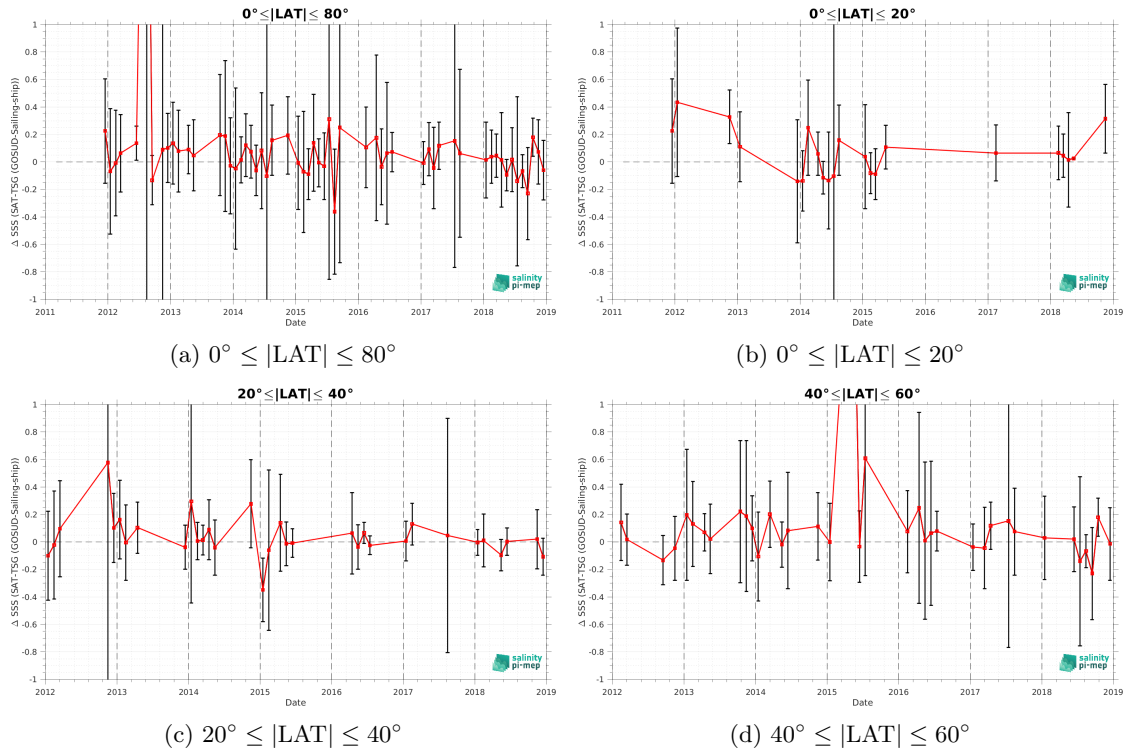 0°≤|LAT|≤ 80°
Δ SSS (SAT-TSG (GOSUD-Sailing-ship))
1
0.8
0.6
0.4
0.2
0
-0.2
-0.4
-0.6
-0.8
-1
salinity
pi-mep
2011 2012 2013 2014 2015 2016 2017 2018 2019
Date
(a) 0° ≤ |LAT| ≤ 80°
0°≤|LAT|≤ 20°
Δ SSS (SAT-TSG (GOSUD-Sailing-ship))
1
0.8
0.6
0.4
0.2
0
-0.2
-0.4
-0.6
-0.8
-1
salinity
pi-mep
2011 2012 2013 2014 2015 2016 2017 2018 2019
Date
(b) 0° ≤ |LAT| ≤ 20°
20°≤|LAT|≤ 40°
Δ SSS (SAT-TSG (GOSUD-Sailing-ship))
1
0.8
0.6
0.4
0.2
0
-0.2
-0.4
-0.6
-0.8
-1
salinity
pi-mep
2012 2013 2014 2015 2016 2017 2018 2019
Date
(c) 20° ≤ |LAT| ≤ 40°
40°≤|LAT|≤ 60°
Δ SSS (SAT-TSG (GOSUD-Sailing-ship))
1
0.8
0.6
0.4
0.2
0
-0.2
-0.4
-0.6
-0.8
-1
salinity
pi-mep
2012 2013 2014 2015 2016 2017 2018 2019
Date
(d) 40° ≤ |LAT| ≤ 60°